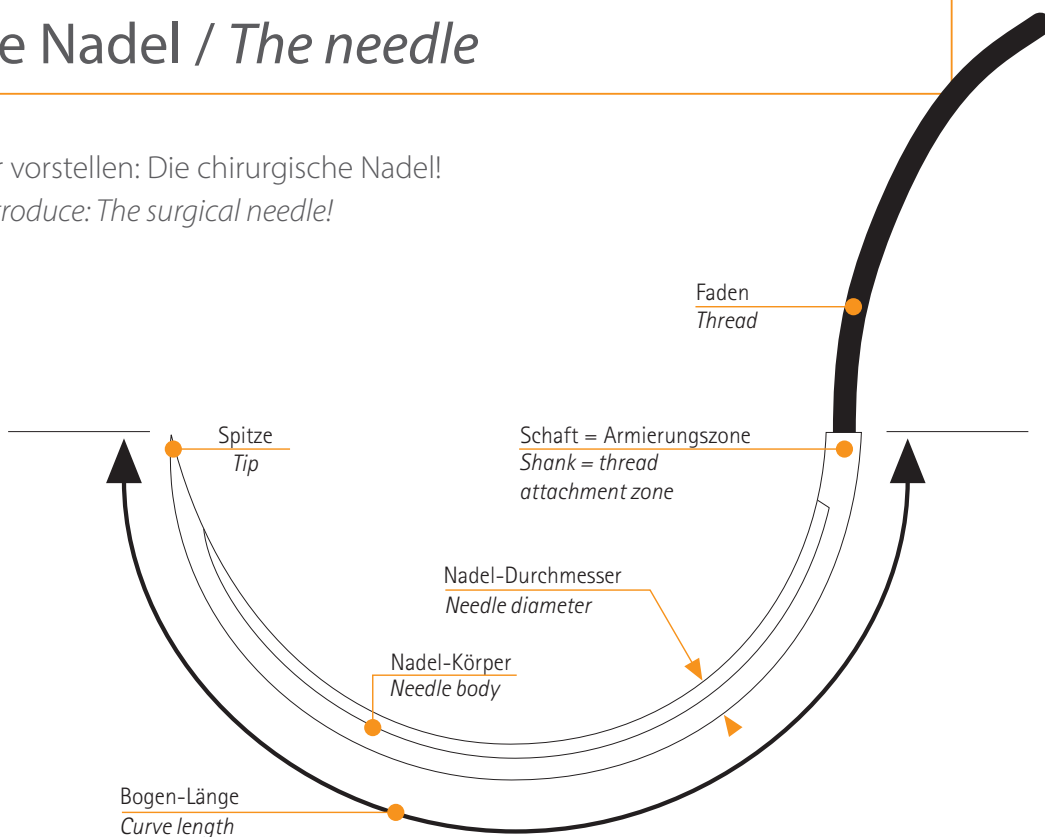 e Nadel / The needle
r vorstellen: Die chirurgische Nadel!
troduce: The surgical needle!
Faden
Thread
Spitze
Tip
Schaft = Armierungszone
Shank = thread
attachment zone
Nadel-Durchmesser
Needle diameter
Nadel-Körper
Needle body
Bogen-Länge
Curve length